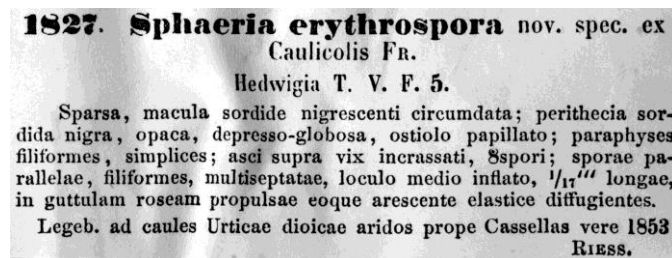 1827. Sphaeria erythrospora nov. spec. ex
Caulicolis FR.
Hedwigia T. V. F. 5.
Sparsa, macula sordide nigrescenti circumdata; perithecia sor-
dida nigra, opaca, depresso-globosa, ostiolo papillato; paraphyses
filiformes, simplices; asci supra vix incrassati, 8spori; sporae pa-
rallelae, filiformes, multiseptatae, loculo medio inflato, 1/17''' longae,
in guttulam roseam propulsae eoque arescente elastice diffugientes.
Legeb. ad caules Urticae dioicae aridos prope Cassellas vere 1853
RIESS.